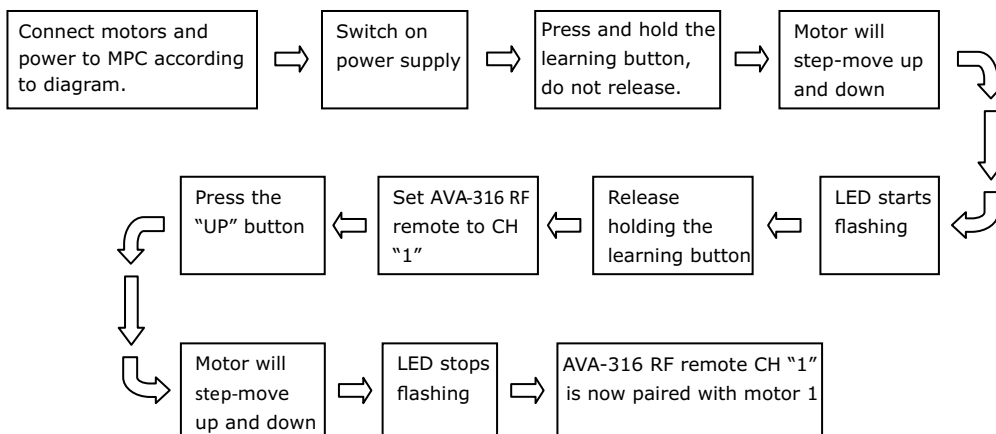 Connect motors and
power to MPC according
to diagram.
Switch on
power supply
Press and hold the
learning button,
do not release.
Motor will
step-move up
and down
LED starts
flashing
Release
holding the
learning button
Set AVA-316 RF
remote to CH
“1”
Press the
“UP” button
Motor will
step-move
up and down
LED stops
flashing
AVA-316 RF remote CH “1”
is now paired with motor 1